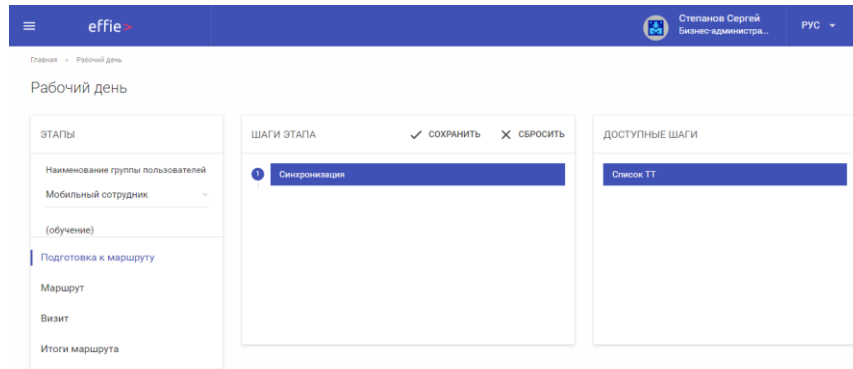 effie>
Степанов Сергей
Бизнес-администра...
РУС
Главная > Рабочий день
Рабочий день
ЭТАПЫ
Наименование группы пользователей
Мобильный сотрудник
(обучение)
Подготовка к маршруту
Маршрут
Визит
Итоги маршрута
ШАГИ ЭТАПА
СОХРАНИТЬ
СБРОСИТЬ
1 Синхронизация
ДОСТУПНЫЕ ШАГИ
Список ТТ